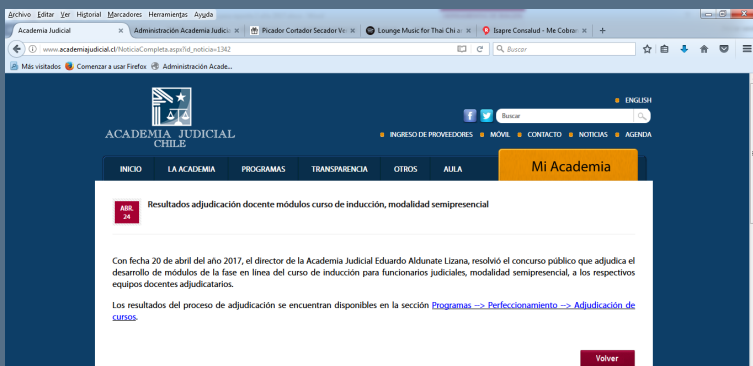 Archivo Editar Ver Historial Marcadores Herramientas Ayuda
Academia Judicial × Administración Academia Judici × Picador Cortador Secador Ve × Lounge Music for Thai Chi a × Isapre Consalud - Me Cobran × +
www.academiajudicial.cl/NoticiaCompleta.aspx?id_noticia=1342 Buscar
Más visitados Comenzar a usar Firefox Administración Acade...
ENGLISH
Buscar
ACADEMIA JUDICIAL
CHILE
INGRESO DE PROVEEDORES MÓVIL CONTACTO NOTICIAS AGENDA
INICIO LA ACADEMIA PROGRAMAS TRANSPARENCIA OTROS AULA Mi Academia
ABR. 
24
Resultados adjudicación docente módulos curso de inducción, modalidad semipresencial
Con fecha 20 de abril del año 2017, el director de la Academia Judicial Eduardo Aldunate Lizana, resolvió el concurso público que adjudica el
desarrollo de módulos de la fase en línea del curso de inducción para funcionarios judiciales, modalidad semipresencial, a los respectivos
equipos docentes adjudicatarios.
Los resultados del proceso de adjudicación se encuentran disponibles en la sección Programas —> Perfeccionamiento —> Adjudicación de
cursos.
Volver